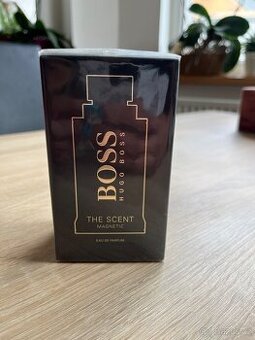 BOSS
HUGO BOSS
THE SCENT
MAGNETIC
EAU DE PARFUM